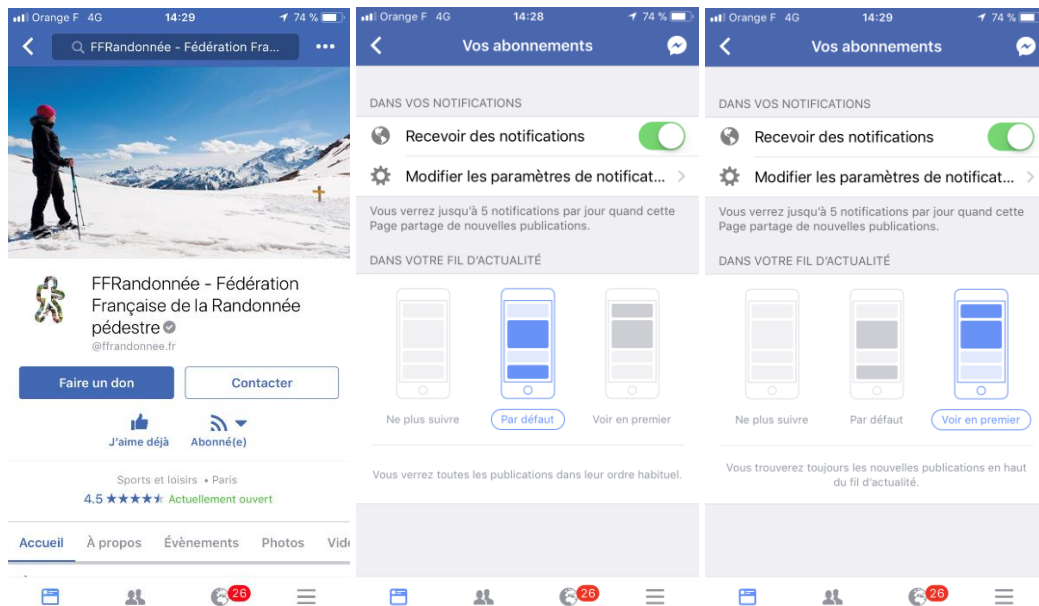 Orange F 4G 14:29 74 %
FFRandonnée - Fédération Fra...
FFRandonnée - Fédération
Française de la Randonnée
pédestre
@ffrandonnee.fr
Faire un don Contacter
J'aime déjà Abonné(e)
Sports et loisirs • Paris
4.5 ★★★★★ Actuellement ouvert
Accueil À propos Évènements Photos Vidé
26
Orange F 4G 14:28 74 %
Vos abonnements
DANS VOS NOTIFICATIONS
Recevoir des notifications
Modifier les paramètres de notificat...
Vous verrez jusqu'à 5 notifications par jour quand cette
Page partage de nouvelles publications.
DANS VOTRE FIL D'ACTUALITÉ
Ne plus suivre Par défaut Voir en premier
Vous verrez toutes les publications dans leur ordre habituel.
26
Orange F 4G 14:29 74 %
Vos abonnements
DANS VOS NOTIFICATIONS
Recevoir des notifications
Modifier les paramètres de notificat...
Vous verrez jusqu'à 5 notifications par jour quand cette
Page partage de nouvelles publications.
DANS VOTRE FIL D'ACTUALITÉ
Ne plus suivre Par défaut Voir en premier
Vous trouverez toujours les nouvelles publications en haut
du fil d'actualité.
26